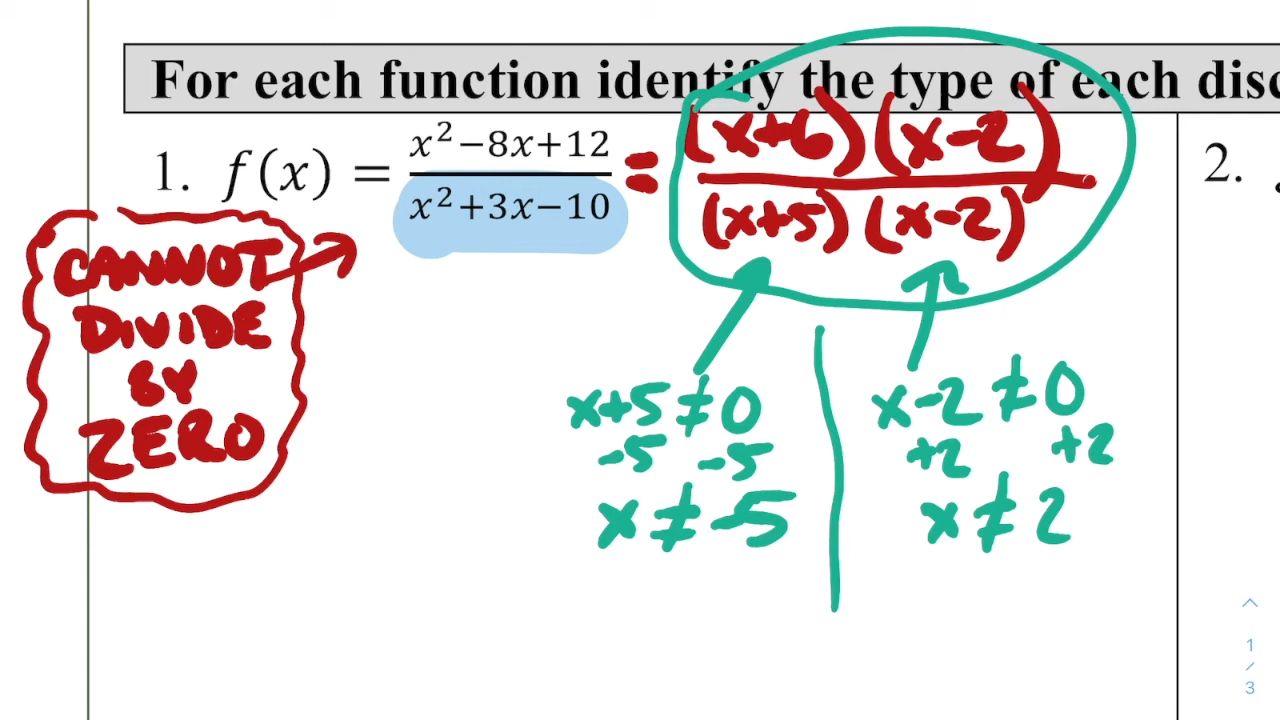 For each function identify the type of each disc
1. f(x) = x²−8x+12 / x²+3x−10 = (x+6)(x-2) / (x+5)(x-2)
2.
CANNOT
DIVIDE
BY
ZERO
x+5≠0
-5 -5
x≠-5
x-2≠0
+2 +2
x≠2
1
/
3